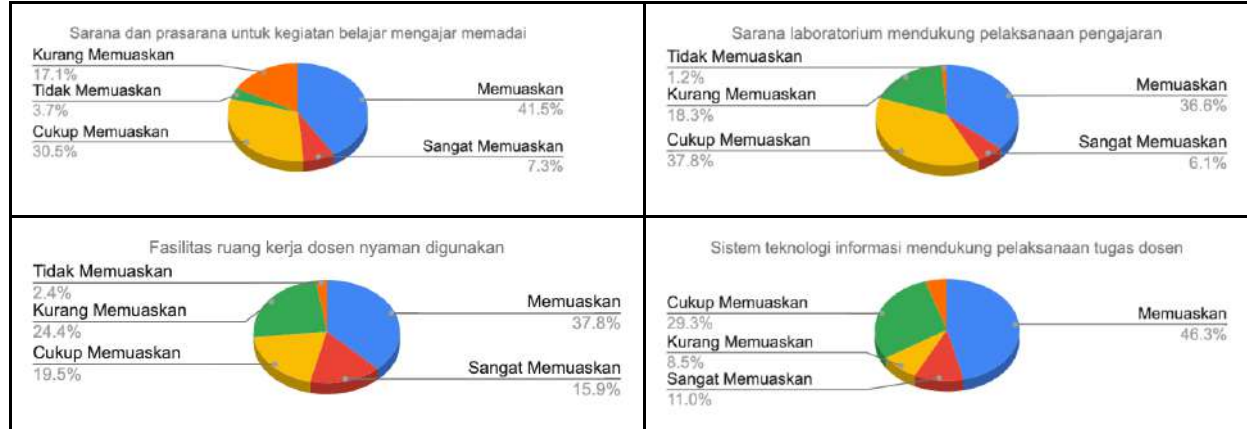 Sarana dan prasarana untuk kegiatan belajar mengajar memadai
Kurang Memuaskan
17.1%
Tidak Memuaskan
3.7%
Cukup Memuaskan
30.5%
Memuaskan
41.5%
Sangat Memuaskan
7.3%
Sarana laboratorium mendukung pelaksanaan pengajaran
Tidak Memuaskan
1.2%
Kurang Memuaskan
18.3%
Cukup Memuaskan
37.8%
Memuaskan
36.6%
Sangat Memuaskan
6.1%
Fasilitas ruang kerja dosen nyaman digunakan
Tidak Memuaskan
2.4%
Kurang Memuaskan
24.4%
Cukup Memuaskan
19.5%
Memuaskan
37.8%
Sangat Memuaskan
15.9%
Sistem teknologi informasi mendukung pelaksanaan tugas dosen
Cukup Memuaskan
29.3%
Kurang Memuaskan
8.5%
Sangat Memuaskan
11.0%
Memuaskan
46.3%